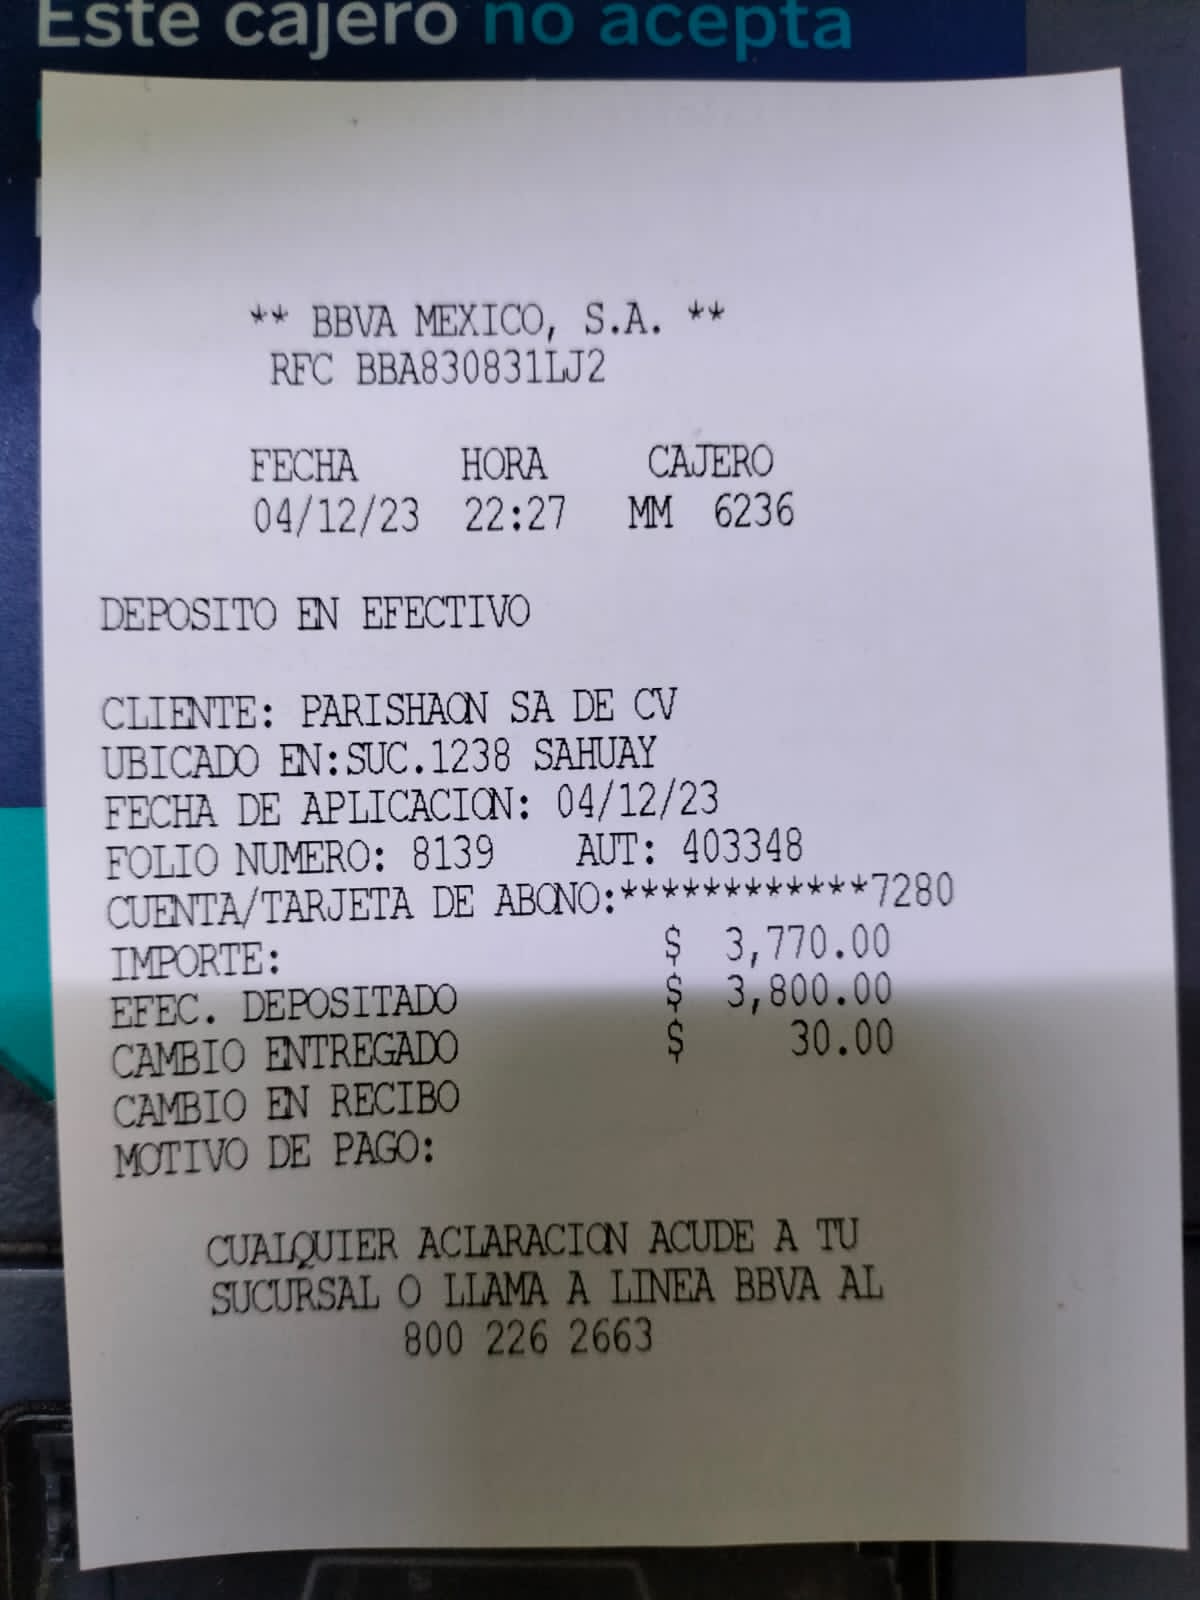 Este cajero no acepta
** BBVA MEXICO, S.A. **
RFC BBA830831LJ2
FECHA HORA CAJERO
04/12/23 22:27 MM 6236
DEPOSITO EN EFECTIVO
CLIENTE: PARISHAON SA DE CV
UBICADO EN:SUC.1238 SAHUAY
FECHA DE APLICACION: 04/12/23
FOLIO NUMERO: 8139 AUT: 403348
CUENTA/TARJETA DE ABONO:************7280
IMPORTE: $ 3,770.00
EFEC. DEPOSITADO $ 3,800.00
CAMBIO ENTREGADO $ 30.00
CAMBIO EN RECIBO
MOTIVO DE PAGO:
CUALQUIER ACLARACION ACUDE A TU
SUCURSAL O LLAMA A LINEA BBVA AL
800 226 2663